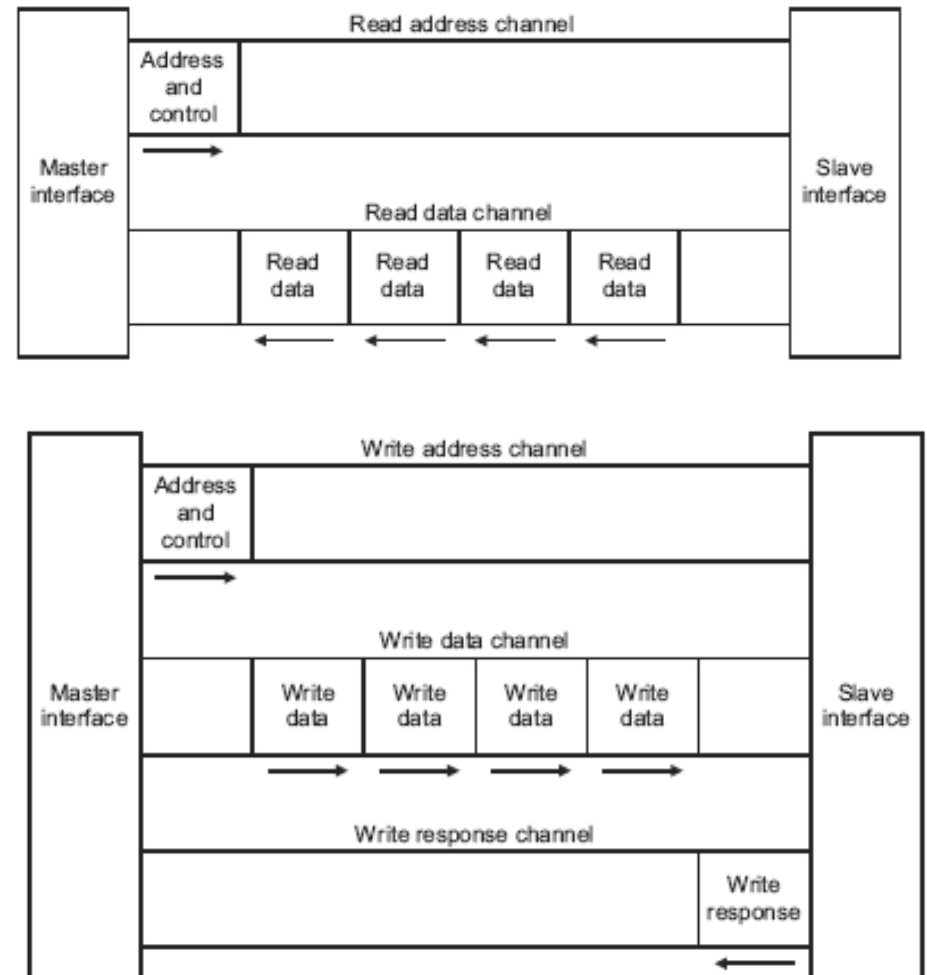 Read address channel
Address
and
control
Master
interface
Slave
interface
Read data channel
Read
data
Read
data
Read
data
Read
data
Write address channel
Address
and
control
Write data channel
Master
interface
Write
data
Write
data
Write
data
Write
data
Slave
interface
Write response channel
Write
response